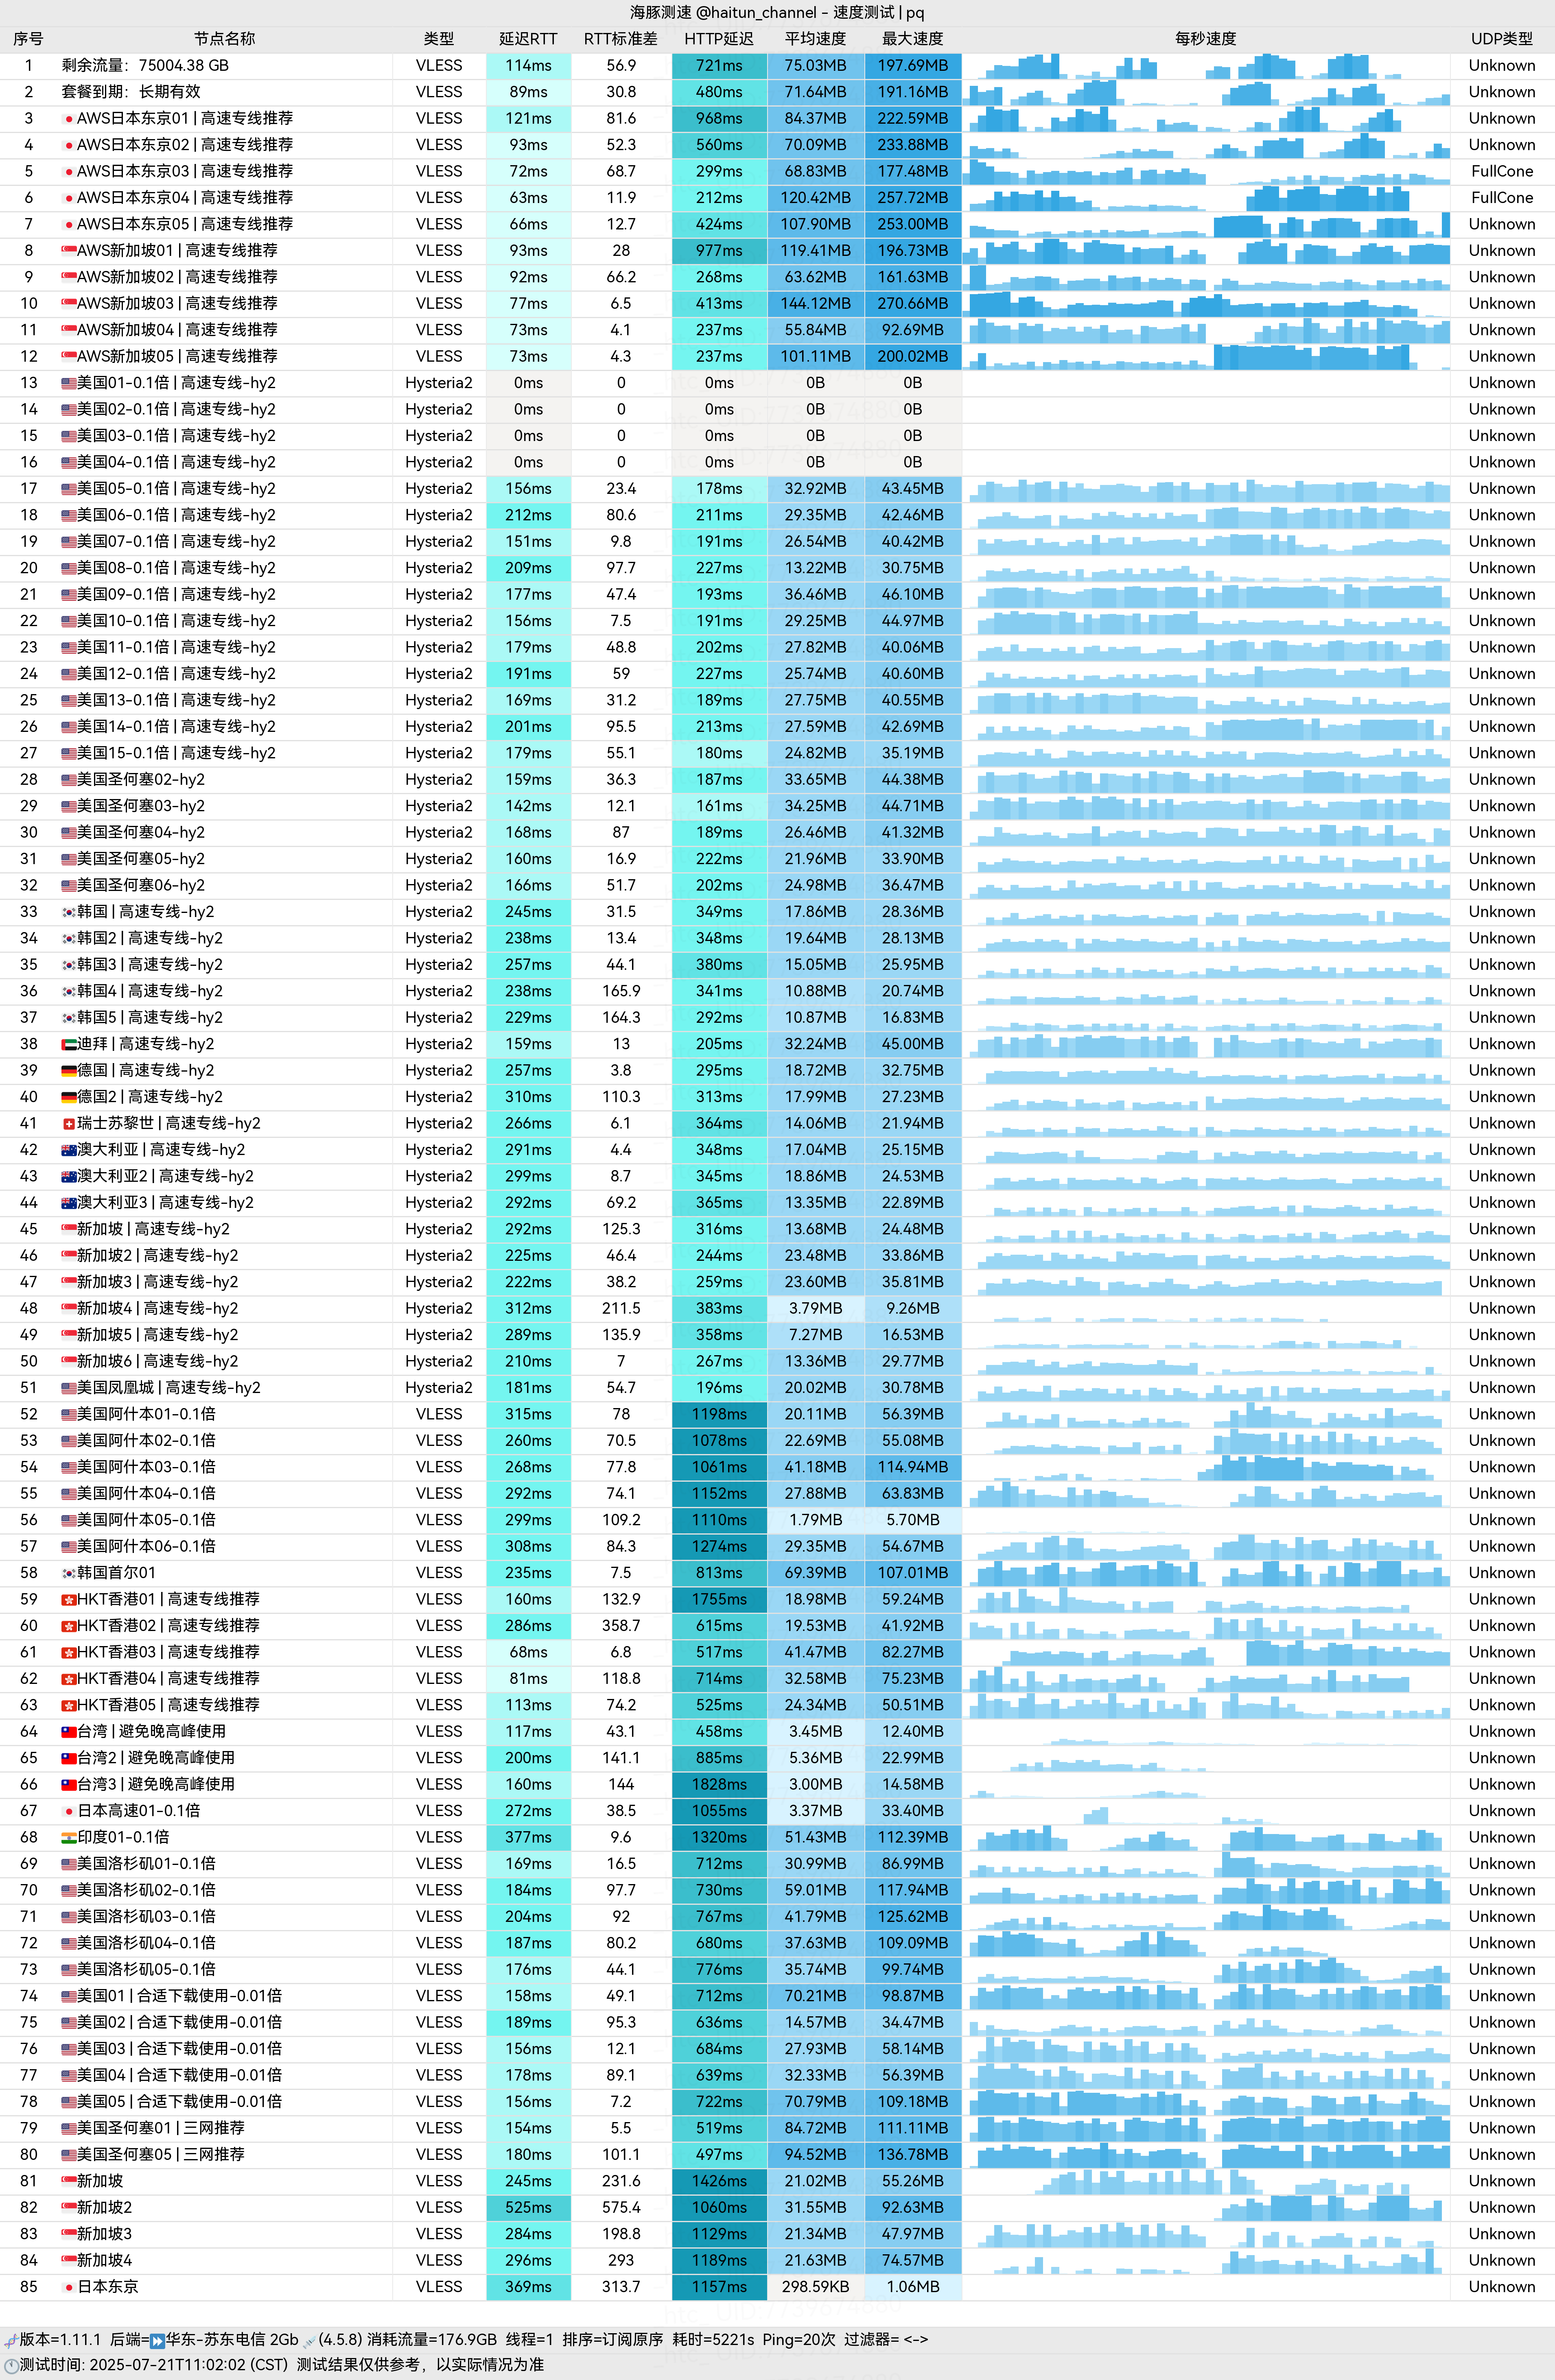 海豚测速 @haitun_channel - 速度测试 | pq
序号 节点名称 类型 延迟RTT RTT标准差 HTTP延迟 平均速度 最大速度 每秒速度 UDP类型
1 剩余流量：75004.38 GB VLESS 114ms 56.9 721ms 75.03MB 197.69MB Unknown
2 套餐到期：长期有效 VLESS 89ms 30.8 480ms 71.64MB 191.16MB Unknown
3 AWS日本东京01 | 高速专线推荐 VLESS 121ms 81.6 968ms 84.37MB 222.59MB Unknown
4 AWS日本东京02 | 高速专线推荐 VLESS 93ms 52.3 560ms 70.09MB 233.88MB Unknown
5 AWS日本东京03 | 高速专线推荐 VLESS 72ms 68.7 299ms 68.83MB 177.48MB FullCone
6 AWS日本东京04 | 高速专线推荐 VLESS 63ms 11.9 212ms 120.42MB 257.72MB FullCone
7 AWS日本东京05 | 高速专线推荐 VLESS 66ms 12.7 424ms 107.90MB 253.00MB Unknown
8 AWS新加坡01 | 高速专线推荐 VLESS 93ms 28 977ms 119.41MB 196.73MB Unknown
9 AWS新加坡02 | 高速专线推荐 VLESS 92ms 66.2 268ms 63.62MB 161.63MB Unknown
10 AWS新加坡03 | 高速专线推荐 VLESS 77ms 6.5 413ms 144.12MB 270.66MB Unknown
11 AWS新加坡04 | 高速专线推荐 VLESS 73ms 4.1 237ms 55.84MB 92.69MB Unknown
12 AWS新加坡05 | 高速专线推荐 VLESS 73ms 4.3 237ms 101.11MB 200.02MB Unknown
13 美国01-0.1倍 | 高速专线-hy2 Hysteria2 0ms 0 0ms 0B 0B Unknown
14 美国02-0.1倍 | 高速专线-hy2 Hysteria2 0ms 0 0ms 0B 0B Unknown
15 美国03-0.1倍 | 高速专线-hy2 Hysteria2 0ms 0 0ms 0B 0B Unknown
16 美国04-0.1倍 | 高速专线-hy2 Hysteria2 0ms 0 0ms 0B 0B Unknown
17 美国05-0.1倍 | 高速专线-hy2 Hysteria2 156ms 23.4 178ms 32.92MB 43.45MB Unknown
18 美国06-0.1倍 | 高速专线-hy2 Hysteria2 212ms 80.6 211ms 29.35MB 42.46MB Unknown
19 美国07-0.1倍 | 高速专线-hy2 Hysteria2 151ms 9.8 191ms 26.54MB 40.42MB Unknown
20 美国08-0.1倍 | 高速专线-hy2 Hysteria2 209ms 97.7 227ms 13.22MB 30.75MB Unknown
21 美国09-0.1倍 | 高速专线-hy2 Hysteria2 177ms 47.4 193ms 36.46MB 46.10MB Unknown
22 美国10-0.1倍 | 高速专线-hy2 Hysteria2 156ms 7.5 191ms 29.25MB 44.97MB Unknown
23 美国11-0.1倍 | 高速专线-hy2 Hysteria2 179ms 48.8 202ms 27.82MB 40.06MB Unknown
24 美国12-0.1倍 | 高速专线-hy2 Hysteria2 191ms 59 227ms 25.74MB 40.60MB Unknown
25 美国13-0.1倍 | 高速专线-hy2 Hysteria2 169ms 31.2 189ms 27.75MB 40.55MB Unknown
26 美国14-0.1倍 | 高速专线-hy2 Hysteria2 201ms 95.5 213ms 27.59MB 42.69MB Unknown
27 美国15-0.1倍 | 高速专线-hy2 Hysteria2 179ms 55.1 180ms 24.82MB 35.19MB Unknown
28 美国圣何塞02-hy2 Hysteria2 159ms 36.3 187ms 33.65MB 44.38MB Unknown
29 美国圣何塞03-hy2 Hysteria2 142ms 12.1 161ms 34.25MB 44.71MB Unknown
30 美国圣何塞04-hy2 Hysteria2 168ms 87 189ms 26.46MB 41.32MB Unknown
31 美国圣何塞05-hy2 Hysteria2 160ms 16.9 222ms 21.96MB 33.90MB Unknown
32 美国圣何塞06-hy2 Hysteria2 166ms 51.7 202ms 24.98MB 36.47MB Unknown
33 韩国 | 高速专线-hy2 Hysteria2 245ms 31.5 349ms 17.86MB 28.36MB Unknown
34 韩国2 | 高速专线-hy2 Hysteria2 238ms 13.4 348ms 19.64MB 28.13MB Unknown
35 韩国3 | 高速专线-hy2 Hysteria2 257ms 44.1 380ms 15.05MB 25.95MB Unknown
36 韩国4 | 高速专线-hy2 Hysteria2 238ms 165.9 341ms 10.88MB 20.74MB Unknown
37 韩国5 | 高速专线-hy2 Hysteria2 229ms 164.3 292ms 10.87MB 16.83MB Unknown
38 迪拜 | 高速专线-hy2 Hysteria2 159ms 13 205ms 32.24MB 45.00MB Unknown
39 德国 | 高速专线-hy2 Hysteria2 257ms 3.8 295ms 18.72MB 32.75MB Unknown
40 德国2 | 高速专线-hy2 Hysteria2 310ms 110.3 313ms 17.99MB 27.23MB Unknown
41 瑞士苏黎世 | 高速专线-hy2 Hysteria2 266ms 6.1 364ms 14.06MB 21.94MB Unknown
42 澳大利亚 | 高速专线-hy2 Hysteria2 291ms 4.4 348ms 17.04MB 25.15MB Unknown
43 澳大利亚2 | 高速专线-hy2 Hysteria2 299ms 8.7 345ms 18.86MB 24.53MB Unknown
44 澳大利亚3 | 高速专线-hy2 Hysteria2 292ms 69.2 365ms 13.35MB 22.89MB Unknown
45 新加坡 | 高速专线-hy2 Hysteria2 292ms 125.3 316ms 13.68MB 24.48MB Unknown
46 新加坡2 | 高速专线-hy2 Hysteria2 225ms 46.4 244ms 23.48MB 33.86MB Unknown
47 新加坡3 | 高速专线-hy2 Hysteria2 222ms 38.2 259ms 23.60MB 35.81MB Unknown
48 新加坡4 | 高速专线-hy2 Hysteria2 312ms 211.5 383ms 3.79MB 9.26MB Unknown
49 新加坡5 | 高速专线-hy2 Hysteria2 289ms 135.9 358ms 7.27MB 16.53MB Unknown
50 新加坡6 | 高速专线-hy2 Hysteria2 210ms 7 267ms 13.36MB 29.77MB Unknown
51 美国凤凰城 | 高速专线-hy2 Hysteria2 181ms 54.7 196ms 20.02MB 30.78MB Unknown
52 美国阿什本01-0.1倍 VLESS 315ms 78 1198ms 20.11MB 56.39MB Unknown
53 美国阿什本02-0.1倍 VLESS 260ms 70.5 1078ms 22.69MB 55.08MB Unknown
54 美国阿什本03-0.1倍 VLESS 268ms 77.8 1061ms 41.18MB 114.94MB Unknown
55 美国阿什本04-0.1倍 VLESS 292ms 74.1 1152ms 27.88MB 63.83MB Unknown
56 美国阿什本05-0.1倍 VLESS 299ms 109.2 1110ms 1.79MB 5.70MB Unknown
57 美国阿什本06-0.1倍 VLESS 308ms 84.3 1274ms 29.35MB 54.67MB Unknown
58 韩国首尔01 VLESS 235ms 7.5 813ms 69.39MB 107.01MB Unknown
59 HKT香港01 | 高速专线推荐 VLESS 160ms 132.9 1755ms 18.98MB 59.24MB Unknown
60 HKT香港02 | 高速专线推荐 VLESS 286ms 358.7 615ms 19.53MB 41.92MB Unknown
61 HKT香港03 | 高速专线推荐 VLESS 68ms 6.8 517ms 41.47MB 82.27MB Unknown
62 HKT香港04 | 高速专线推荐 VLESS 81ms 118.8 714ms 32.58MB 75.23MB Unknown
63 HKT香港05 | 高速专线推荐 VLESS 113ms 74.2 525ms 24.34MB 50.51MB Unknown
64 台湾 | 避免晚高峰使用 VLESS 117ms 43.1 458ms 3.45MB 12.40MB Unknown
65 台湾2 | 避免晚高峰使用 VLESS 200ms 141.1 885ms 5.36MB 22.99MB Unknown
66 台湾3 | 避免晚高峰使用 VLESS 160ms 144 1828ms 3.00MB 14.58MB Unknown
67 日本高速01-0.1倍 VLESS 272ms 38.5 1055ms 3.37MB 33.40MB Unknown
68 印度01-0.1倍 VLESS 377ms 9.6 1320ms 51.43MB 112.39MB Unknown
69 美国洛杉矶01-0.1倍 VLESS 169ms 16.5 712ms 30.99MB 86.99MB Unknown
70 美国洛杉矶02-0.1倍 VLESS 184ms 97.7 730ms 59.01MB 117.94MB Unknown
71 美国洛杉矶03-0.1倍 VLESS 204ms 92 767ms 41.79MB 125.62MB Unknown
72 美国洛杉矶04-0.1倍 VLESS 187ms 80.2 680ms 37.63MB 109.09MB Unknown
73 美国洛杉矶05-0.1倍 VLESS 176ms 44.1 776ms 35.74MB 99.74MB Unknown
74 美国01 | 合适下载使用-0.01倍 VLESS 158ms 49.1 712ms 70.21MB 98.87MB Unknown
75 美国02 | 合适下载使用-0.01倍 VLESS 189ms 95.3 636ms 14.57MB 34.47MB Unknown
76 美国03 | 合适下载使用-0.01倍 VLESS 156ms 12.1 684ms 27.93MB 58.14MB Unknown
77 美国04 | 合适下载使用-0.01倍 VLESS 178ms 89.1 639ms 32.33MB 56.39MB Unknown
78 美国05 | 合适下载使用-0.01倍 VLESS 156ms 7.2 722ms 70.79MB 109.18MB Unknown
79 美国圣何塞01 | 三网推荐 VLESS 154ms 5.5 519ms 84.72MB 111.11MB Unknown
80 美国圣何塞05 | 三网推荐 VLESS 180ms 101.1 497ms 94.52MB 136.78MB Unknown
81 新加坡 VLESS 245ms 231.6 1426ms 21.02MB 55.26MB Unknown
82 新加坡2 VLESS 525ms 575.4 1060ms 31.55MB 92.63MB Unknown
83 新加坡3 VLESS 284ms 198.8 1129ms 21.34MB 47.97MB Unknown
84 新加坡4 VLESS 296ms 293 1189ms 21.63MB 74.57MB Unknown
85 日本东京 VLESS 369ms 313.7 1157ms 298.59KB 1.06MB Unknown
版本=1.11.1 后端=华东-苏东电信 2Gb (4.5.8) 消耗流量=176.9GB 线程=1 排序=订阅原序 耗时=5221s Ping=20次 过滤器= <->
测试时间: 2025-07-21T11:02:02 (CST) 测试结果仅供参考，以实际情况为准